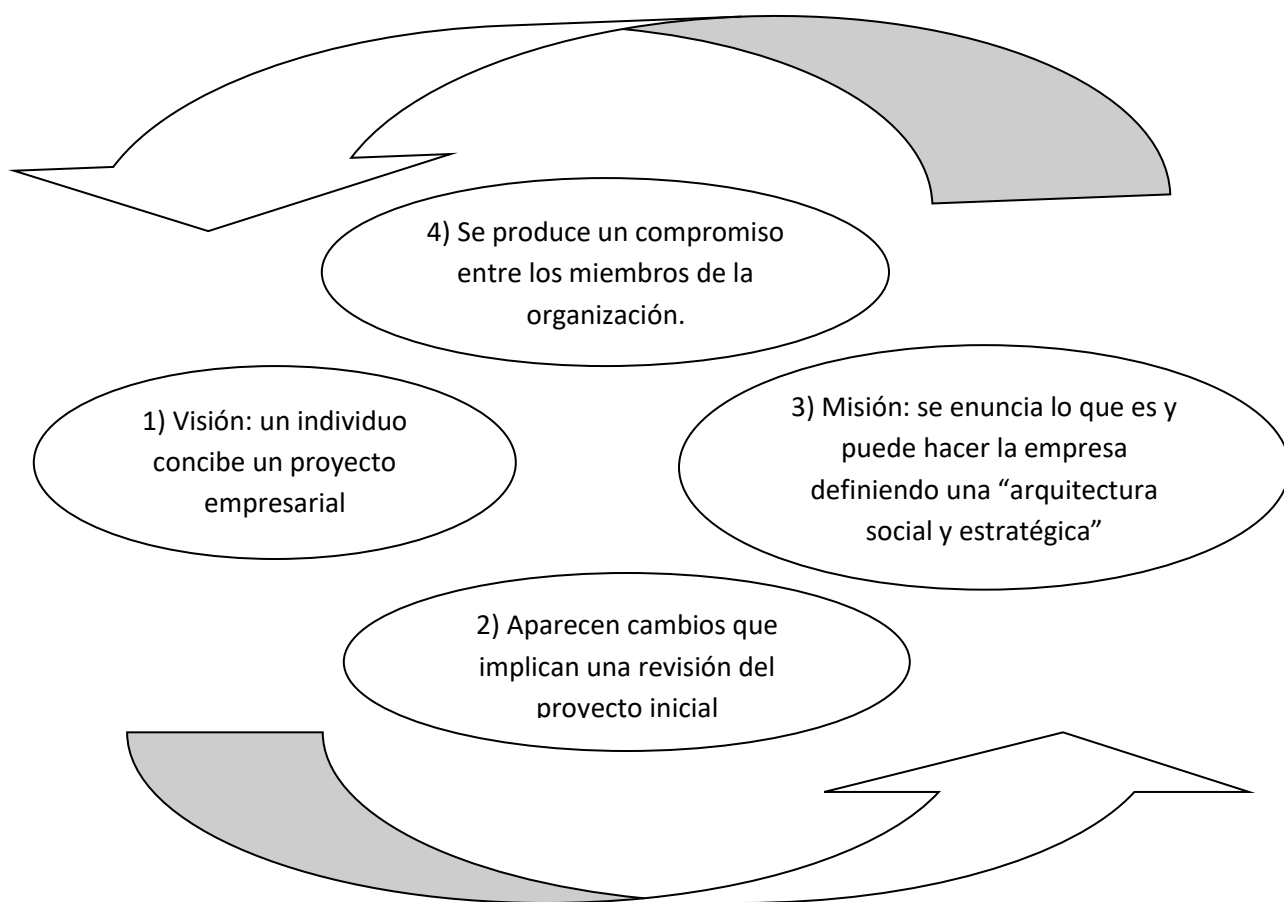 4) Se produce un compromiso
entre los miembros de la
organización.
1) Visión: un individuo
concibe un proyecto
empresarial
3) Misión: se enuncia lo que es y
puede hacer la empresa
definiendo una “arquitectura
social y estratégica”
2) Aparecen cambios que
implican una revisión del
proyecto inicial